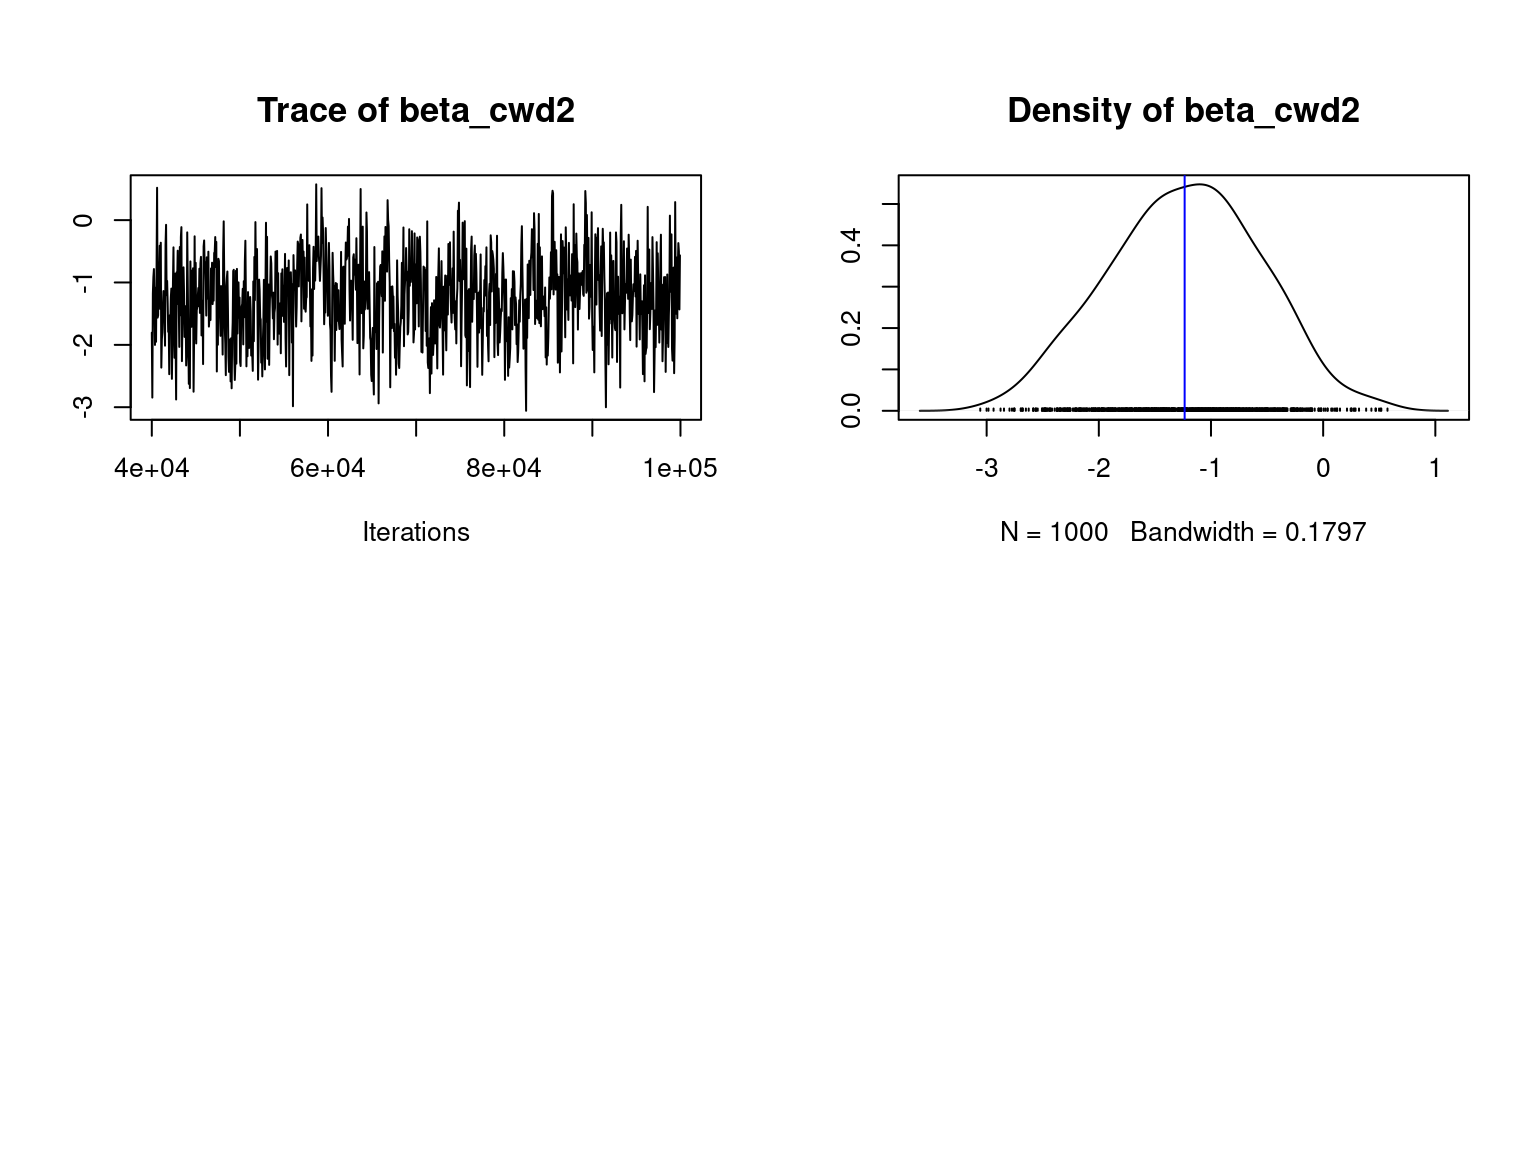 Trace of beta_cwd2
0
-1
-2
-3
4e+04 6e+04 8e+04 1e+05
Iterations
Density of beta_cwd2
0.4
0.2
0.0
-3 -2 -1 0 1
N = 1000 Bandwidth = 0.1797